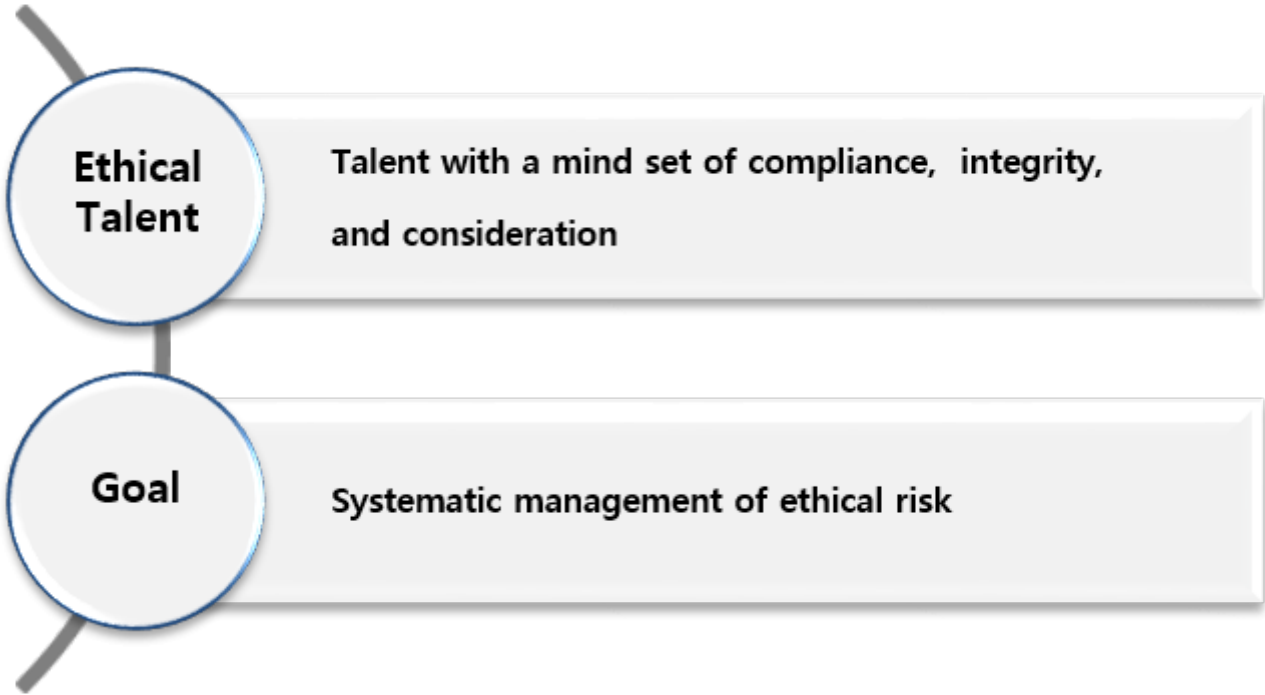 Ethical
Talent
Talent with a mind set of compliance,  integrity,
and consideration
Goal
Systematic management of ethical risk